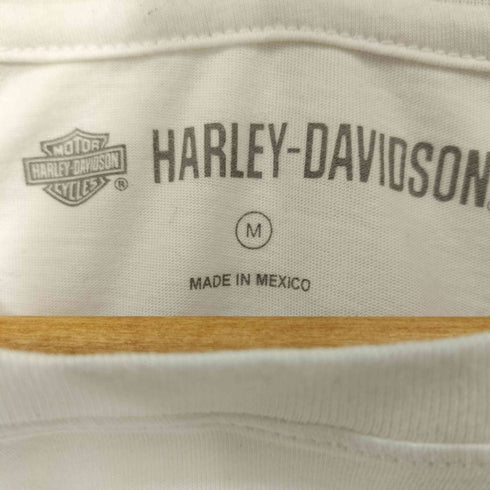 MOTOR
HARLEY-DAVIDSON
CYCLES ®
HARLEY-DAVIDSON
M
MADE IN MEXICO